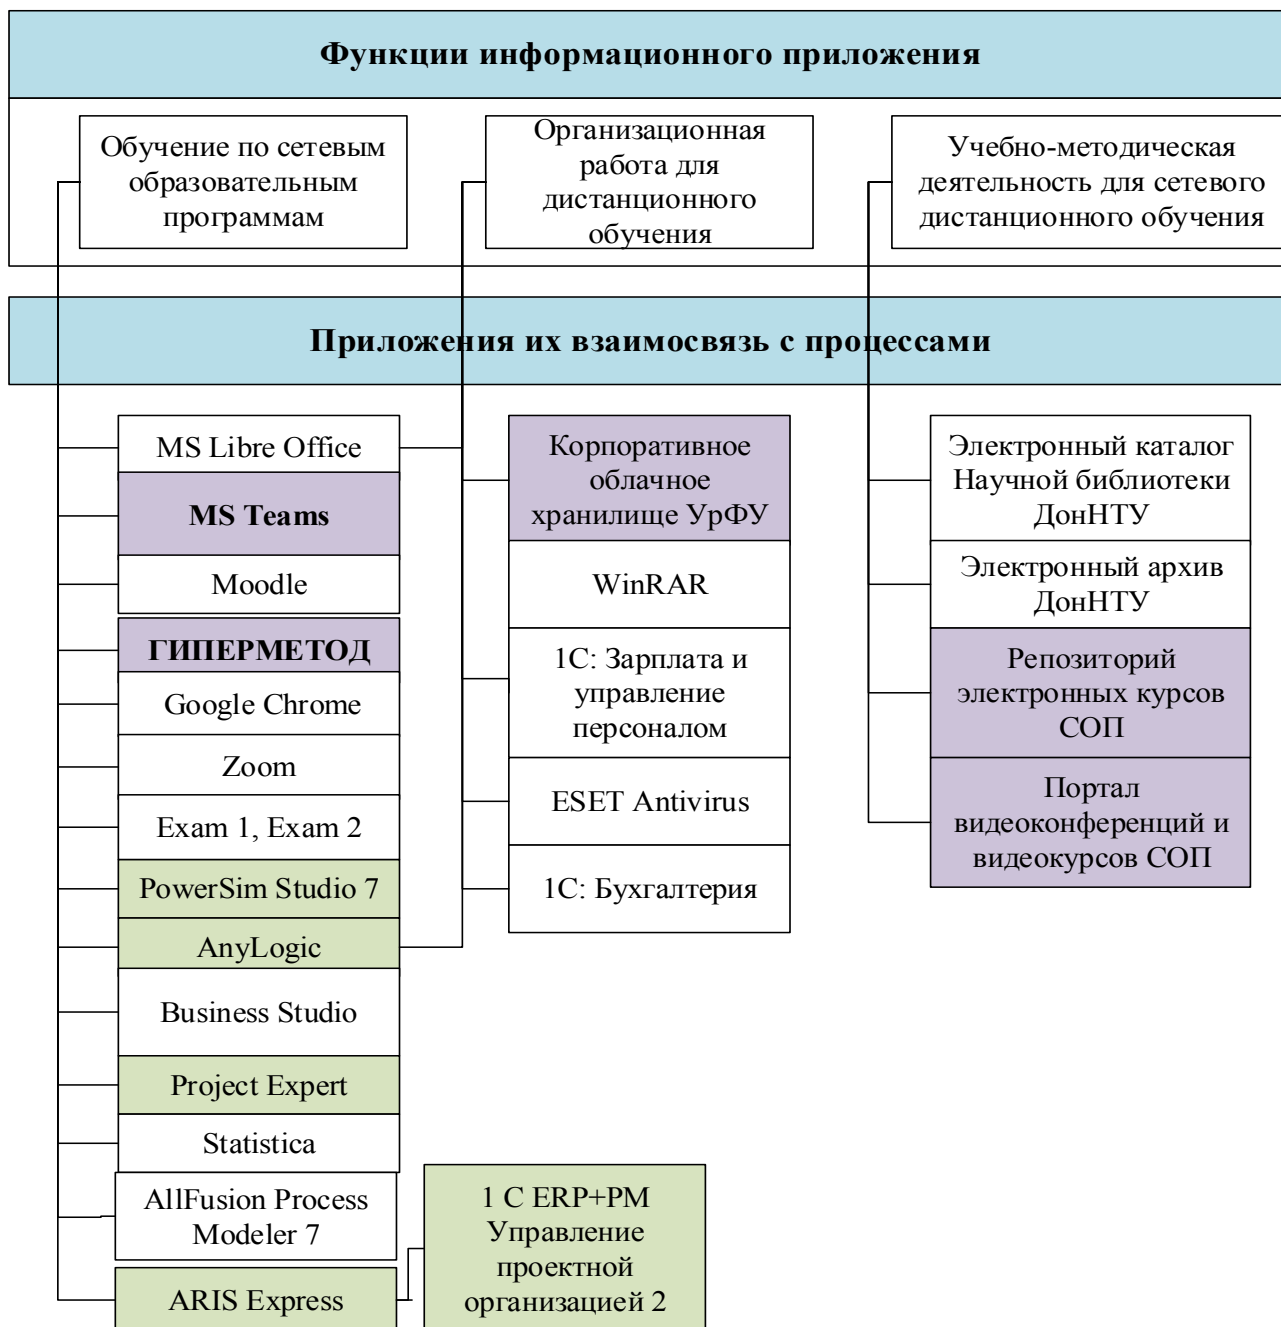 Функции информационного приложения
Обучение по сетевым
образовательным
программам
Организационная
работа для
дистанционного
обучения
Учебно-методическая
деятельность для сетевого
дистанционного обучения
Приложения их взаимосвязь с процессами
MS Libre Office
MS Teams
Moodle
ГИПЕРМЕТОД
Google Chrome
Zoom
Exam 1, Exam 2
PowerSim Studio 7
AnyLogic
Business Studio
Project Expert
Statistica
AllFusion Process
Modeler 7
ARIS Express
1 С ERP+PM
Управление
проектной
организацией 2
Корпоративное
облачное
хранилище УрФУ
WinRAR
1С: Зарплата и
управление
персоналом
ESET Antivirus
1С: Бухгалтерия
Электронный каталог
Научной библиотеки
ДонНТУ
Электронный архив
ДонНТУ
Репозиторий
электронных курсов
СОП
Портал
видеоконференций и
видеокурсов СОП